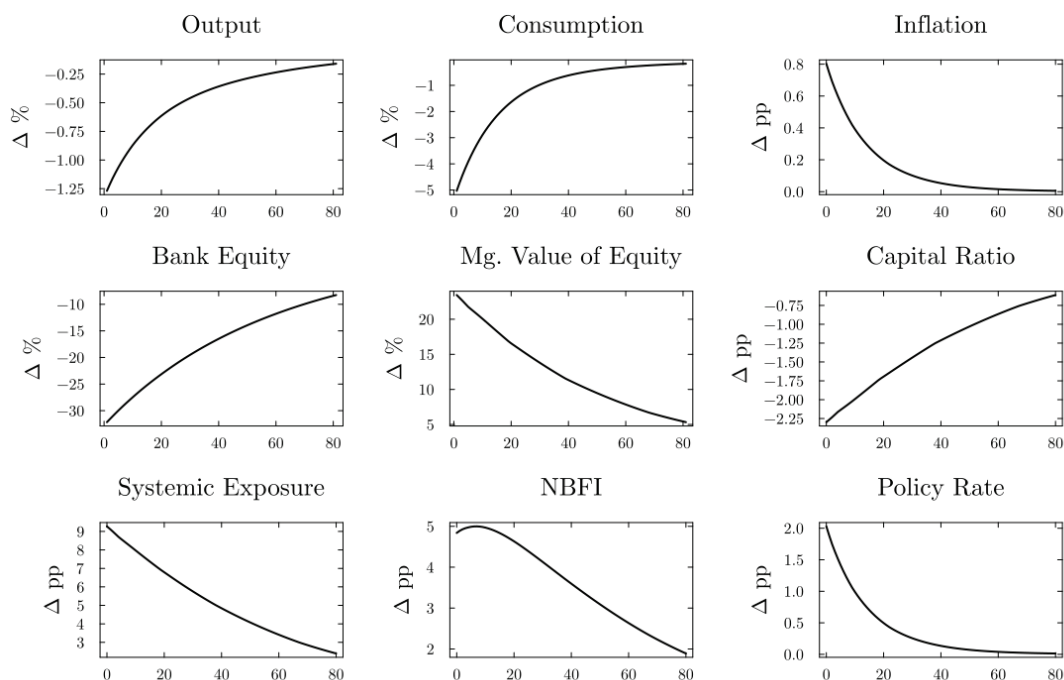 Output
Δ %
−0.25
−0.50
−0.75
−1.00
−1.25
0 20 40 60 80
Consumption
Δ %
−1
−2
−3
−4
−5
0 20 40 60 80
Inflation
Δ pp
0.8
0.6
0.4
0.2
0.0
0 20 40 60 80
Bank Equity
Δ %
−10
−15
−20
−25
−30
0 20 40 60 80
Mg. Value of Equity
Δ %
20
15
10
5
0 20 40 60 80
Capital Ratio
Δ pp
−0.75
−1.00
−1.25
−1.50
−1.75
−2.00
−2.25
0 20 40 60 80
Systemic Exposure
Δ pp
9
8
7
6
5
4
3
0 20 40 60 80
NBFI
Δ pp
5
4
3
2
0 20 40 60 80
Policy Rate
Δ pp
2.0
1.5
1.0
0.5
0.0
0 20 40 60 80